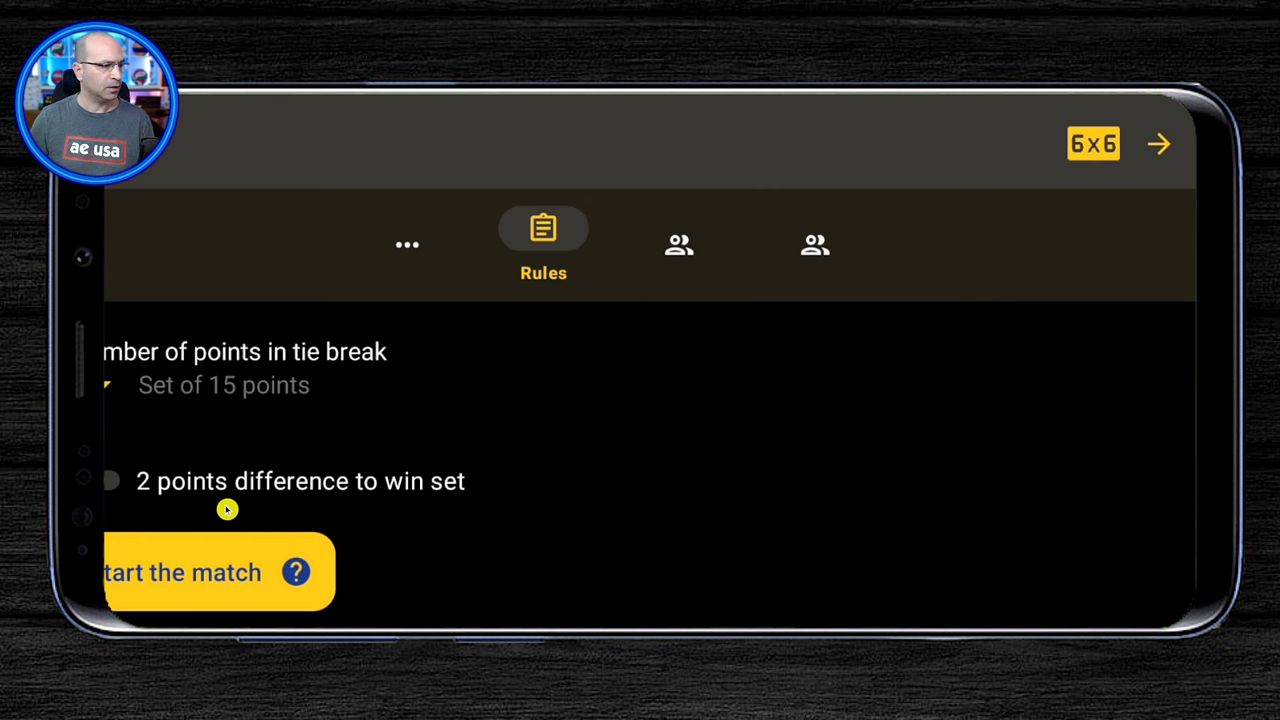 ae usa
6x6
Rules
mber of points in tie break
Set of 15 points
2 points difference to win set
tart the match ?